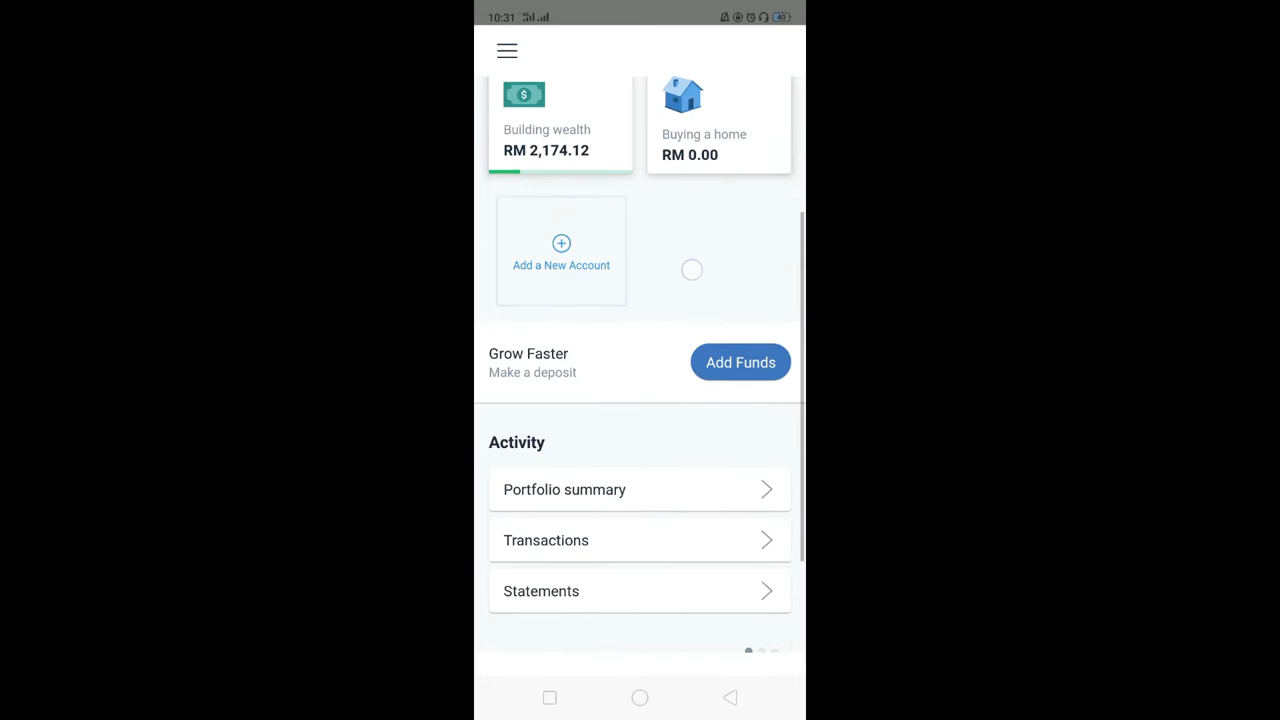 10:31
40
$
Building wealth
RM 2,174.12
Buying a home
RM 0.00
Add a New Account
Grow Faster
Make a deposit
Add Funds
Activity
Portfolio summary
Transactions
Statements